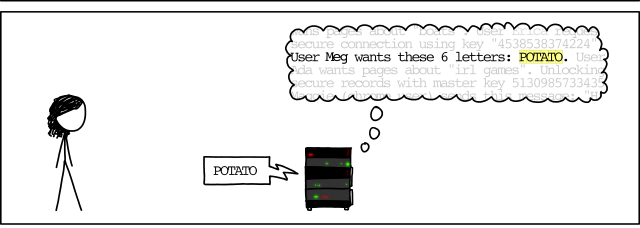 secure connection using key "4538538374224
User Meg wants these 6 letters: POTATO. User
Ada wants pages about "irl games". Unlocking
secure records with master key 5130985733435
POTATO